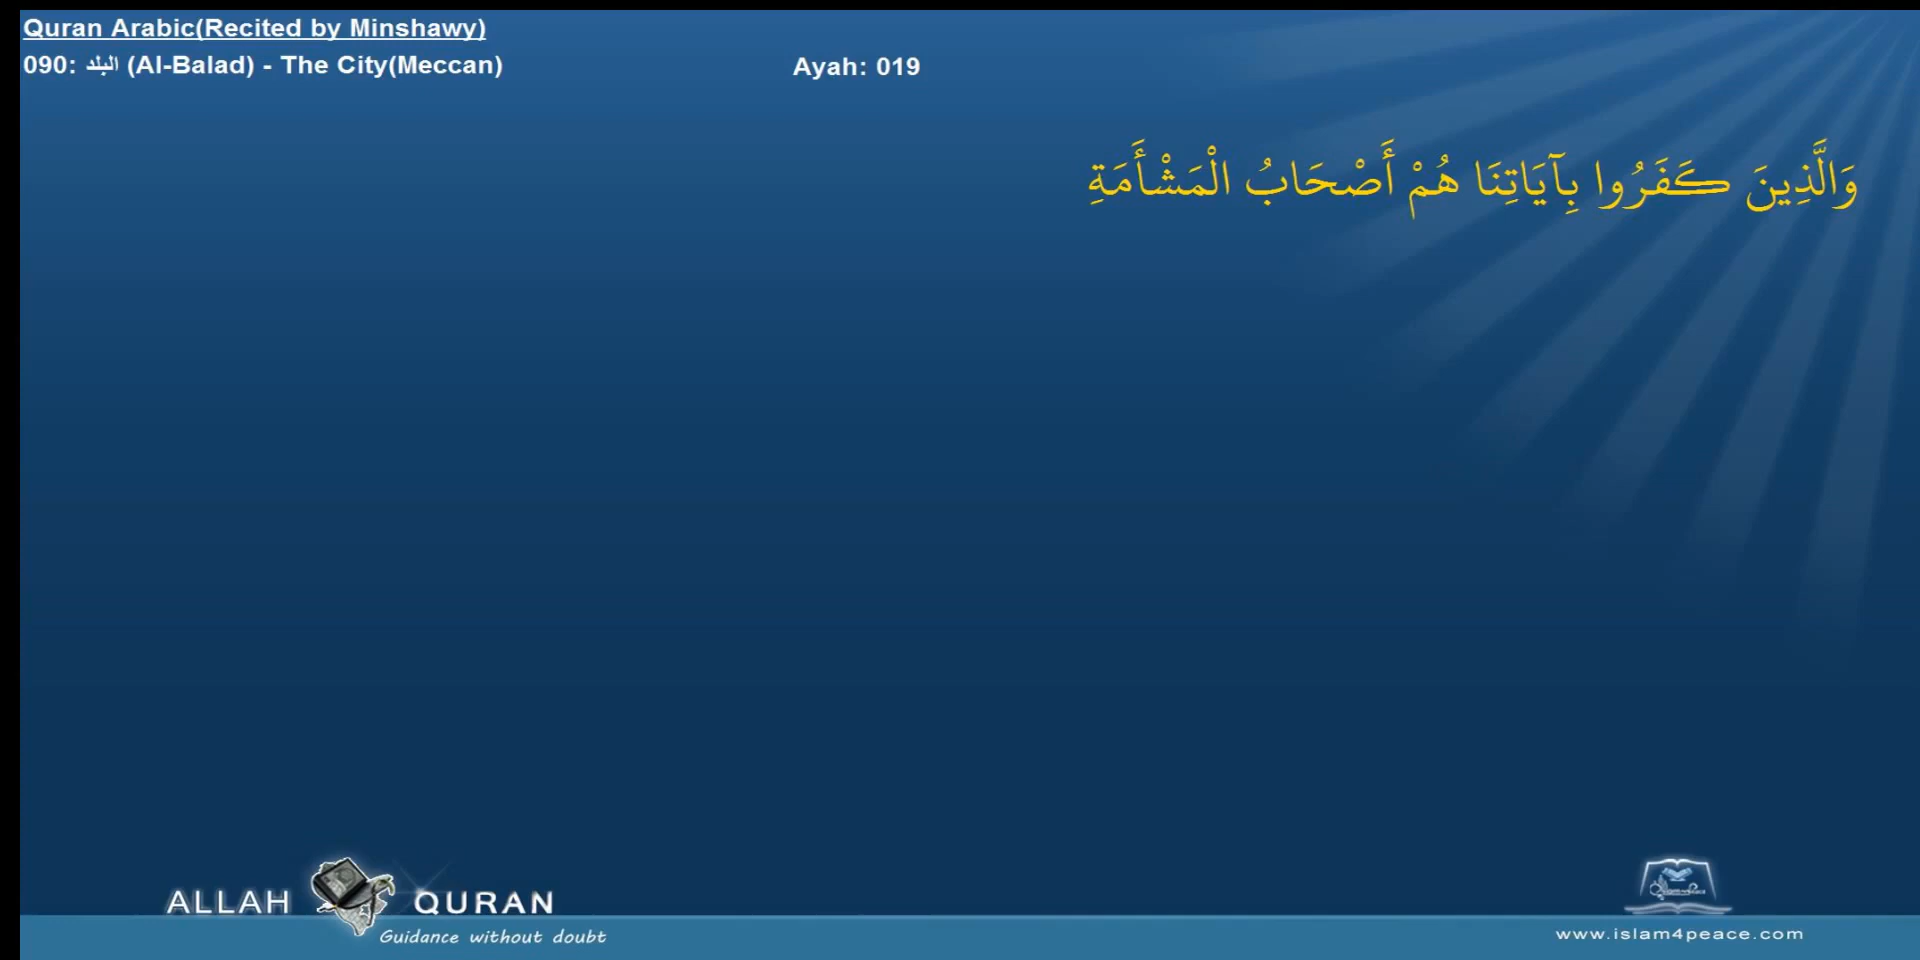 Quran Arabic(Recited by Minshawy)
090: البلد (Al-Balad) - The City(Meccan)
Ayah: 019
وَالَّذِينَ كَفَرُوا بِآيَاتِنَا هُمْ أَصْحَابُ الْمَشْأَمَةِ
ALLAH QURAN
Guidance without doubt
www.islam4peace.com